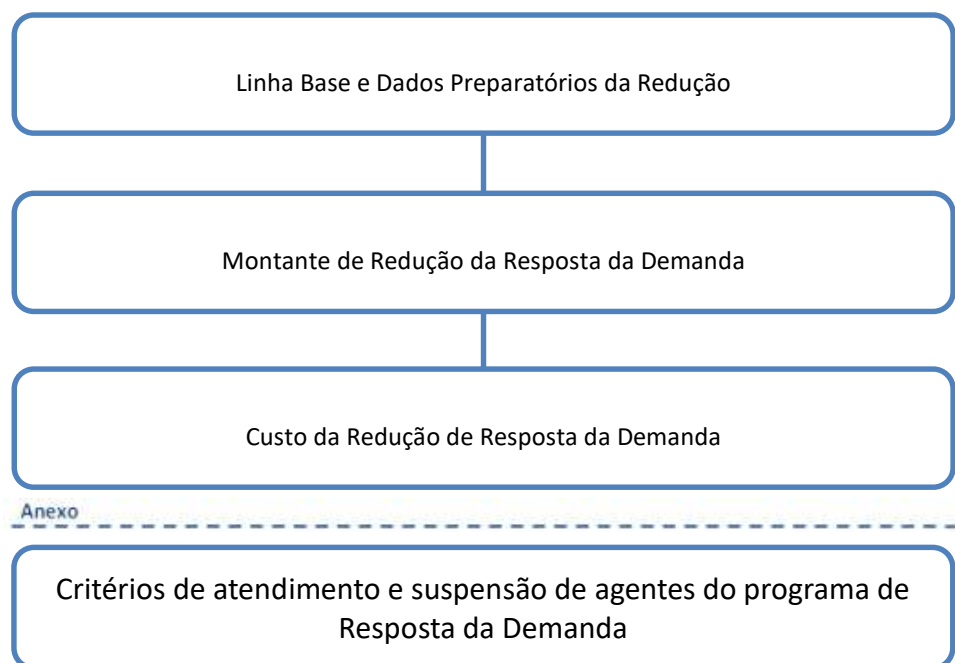 Linha Base e Dados Preparatórios da Redução
Montante de Redução da Resposta da Demanda
Custo da Redução de Resposta da Demanda
Anexo
Critérios de atendimento e suspensão de agentes do programa de
Resposta da Demanda